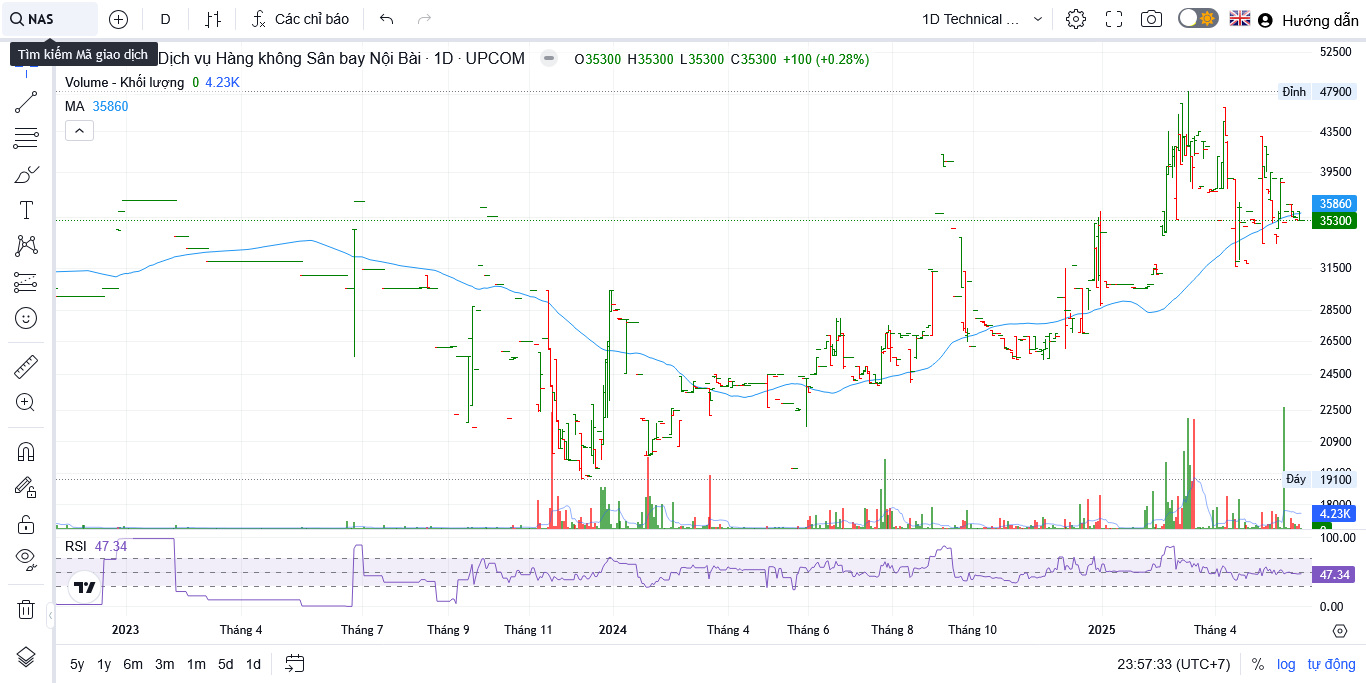 NAS
D
Các chỉ báo
1D Technical ...
Hướng dẫn
Tìm kiếm Mã giao dịch
Dịch vụ Hàng không Sân bay Nội Bài · 1D · UPCOM
O35300 H35300 L35300 C35300 +100 (+0.28%)
Volume - Khối lượng 0 4.23K
MA 35860
52500
Đỉnh 47900
43500
39500
35860
35300
31500
28500
26500
24500
22500
20900
Đáy 19100
18000
4.23K
RSI 47.34
100.00
47.34
0.00
2023 Tháng 4 Tháng 7 Tháng 9 Tháng 11 2024 Tháng 4 Tháng 6 Tháng 8 Tháng 10 2025 Tháng 4
5y 1y 6m 3m 1m 5d 1d
23:57:33 (UTC+7) % log tự động